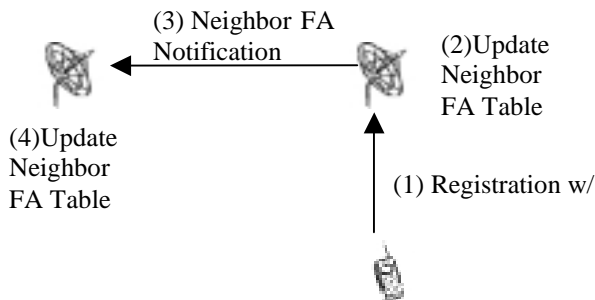 (3) Neighbor FA
Notification
(2)Update
Neighbor
FA Table
(4)Update
Neighbor
FA Table
(1) Registration w/